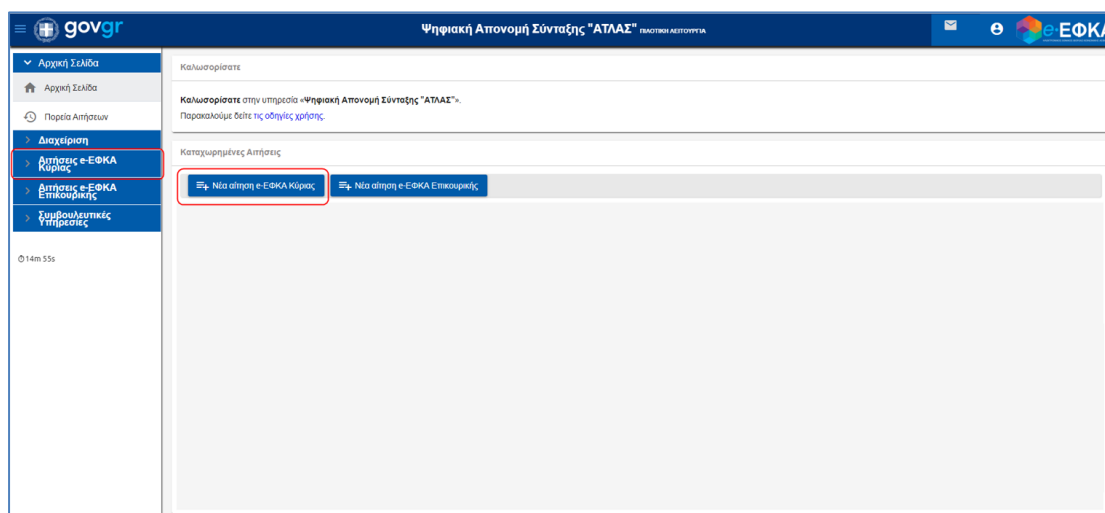 govgr
Ψηφιακή Απονομή Σύνταξης "ΑΤΛΑΣ" ΠΙΛΟΤΙΚΗ ΛΕΙΤΟΥΡΓΙΑ
e-ΕΦΚΑ
Αρχική Σελίδα
Αρχική Σελίδα
Πορεία Αιτήσεων
Διαχείριση
Αιτήσεις e-ΕΦΚΑ
Κύριας
Αιτήσεις e-ΕΦΚΑ
Επικουρικής
Συμβουλευτικές
Υπηρεσίες
14m 55s
Καλωσορίσατε
Καλωσορίσατε στην υπηρεσία «Ψηφιακή Απονομή Σύνταξης "ΑΤΛΑΣ"».
Παρακαλούμε δείτε τις οδηγίες χρήσης.
Καταχωρημένες Αιτήσεις
Νέα αίτηση e-ΕΦΚΑ Κύριας
Νέα αίτηση e-ΕΦΚΑ Επικουρικής